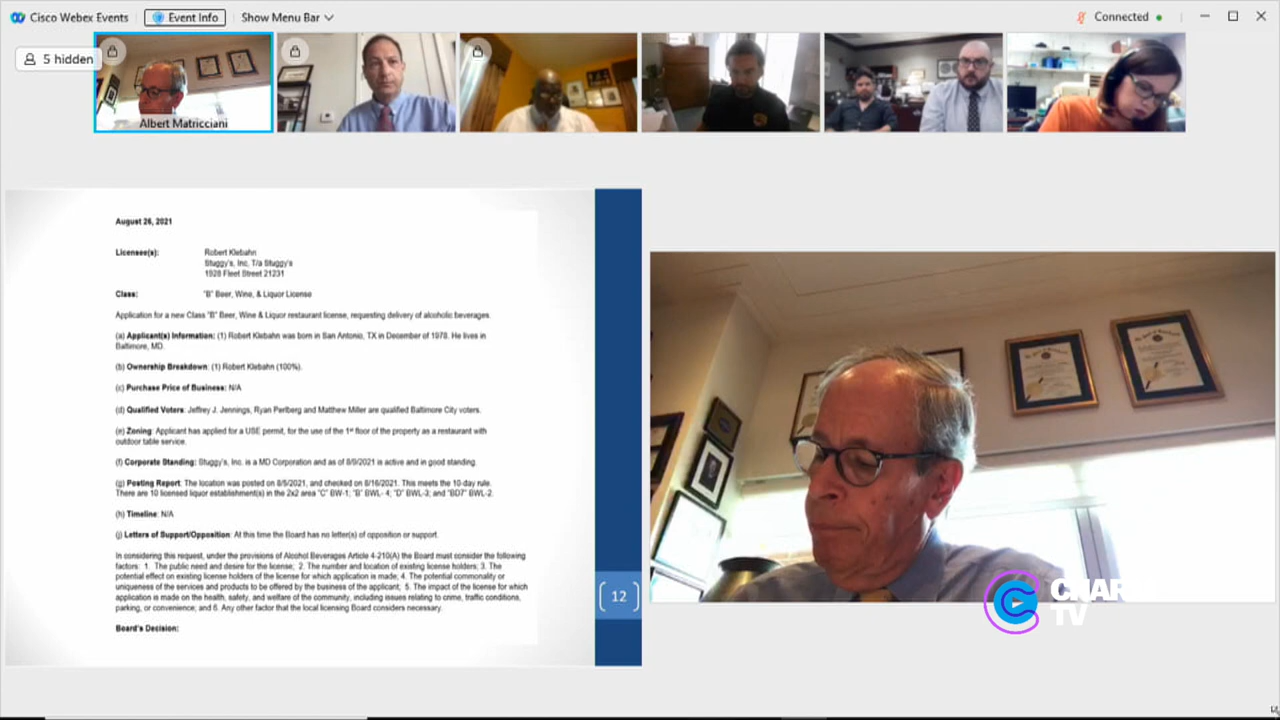 Cisco Webex Events
Event Info
Show Menu Bar
Connected
5 hidden
Albert Matricciani
August 26, 2021
Licensee(s): Robert Klebahn
Stuggy's, Inc. T/a Stuggy's
1928 Fleet Street 21231
Class: "B" Beer, Wine, & Liquor License
Application for a new Class "B" Beer, Wine & Liquor restaurant license, requesting delivery of alcoholic beverages.
(a) Applicant(s) Information: (1) Robert Klebahn was born in San Antonio, TX in December of 1978. He lives in
Baltimore, MD.
(b) Ownership Breakdown: (1) Robert Klebahn (100%).
(c) Purchase Price of Business: N/A
(d) Qualified Voters: Jeffrey J. Jennings, Ryan Perlberg and Matthew Miller are qualified Baltimore City voters.
(e) Zoning: Applicant has applied for a USE permit, for the use of the 1st floor of the property as a restaurant with
outdoor table service.
(f) Corporate Standing: Stuggy's, Inc. is a MD Corporation and as of 8/9/2021 is active and in good standing.
(g) Posting Report: The location was posted on 8/5/2021, and checked on 8/16/2021. This meets the 10-day rule.
There are 10 licensed liquor establishment(s) in the 2x2 area "C" BW-1; "B" BWL- 4; "D" BWL-3; and "BD7" BWL-2.
(h) Timeline: N/A
(j) Letters of Support/Opposition: At this time the Board has no letter(s) of opposition or support.
In considering this request, under the provisions of Alcohol Beverages Article 4-210(A) the Board must consider the following
factors: 1. The public need and desire for the license; 2. The number and location of existing license holders; 3. The
potential effect on existing license holders of the license for which application is made; 4. The potential commonality or
uniqueness of the services and products to be offered by the business of the applicant; 5. The impact of the license for which
application is made on the health, safety, and welfare of the community, including issues relating to crime, traffic conditions,
parking, or convenience; and 6. Any other factor that the local licensing Board considers necessary.
Board's Decision:
12
TV